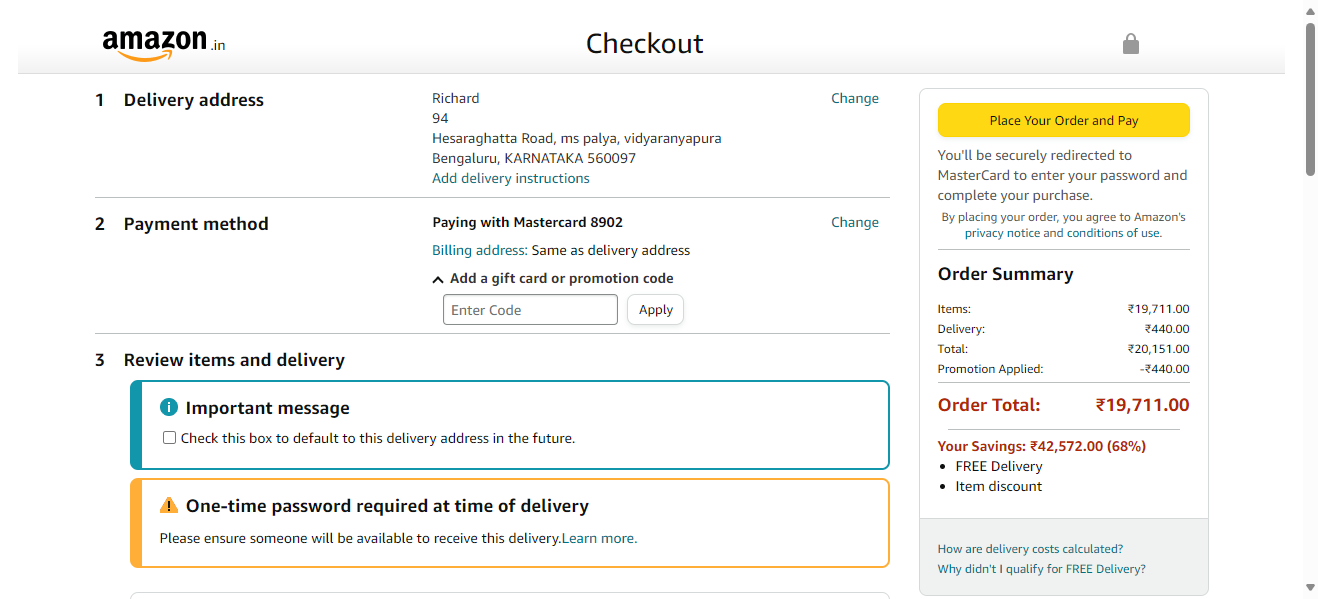 amazon.in
Checkout
1 Delivery address
Richard
94
Hesaraghatta Road, ms palya, vidyaranyapura
Bengaluru, KARNATAKA 560097
Add delivery instructions
Change
2 Payment method
Paying with Mastercard 8902
Change
Billing address: Same as delivery address
Add a gift card or promotion code
Enter Code
Apply
3 Review items and delivery
Important message
Check this box to default to this delivery address in the future.
One-time password required at time of delivery
Please ensure someone will be available to receive this delivery.Learn more.
Place Your Order and Pay
You'll be securely redirected to
MasterCard to enter your password and
complete your purchase.
By placing your order, you agree to Amazon's
privacy notice and conditions of use.
Order Summary
Items: ₹19,711.00
Delivery: ₹440.00
Total: ₹20,151.00
Promotion Applied: -₹440.00
Order Total: ₹19,711.00
Your Savings: ₹42,572.00 (68%)
FREE Delivery
Item discount
How are delivery costs calculated?
Why didn't I qualify for FREE Delivery?